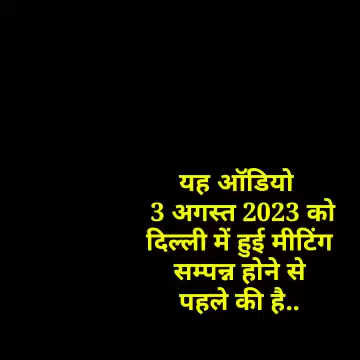 यह ऑडियो
3 अगस्त 2023 को
दिल्ली में हुई मीटिंग
सम्पन्न होने से
पहले की है..